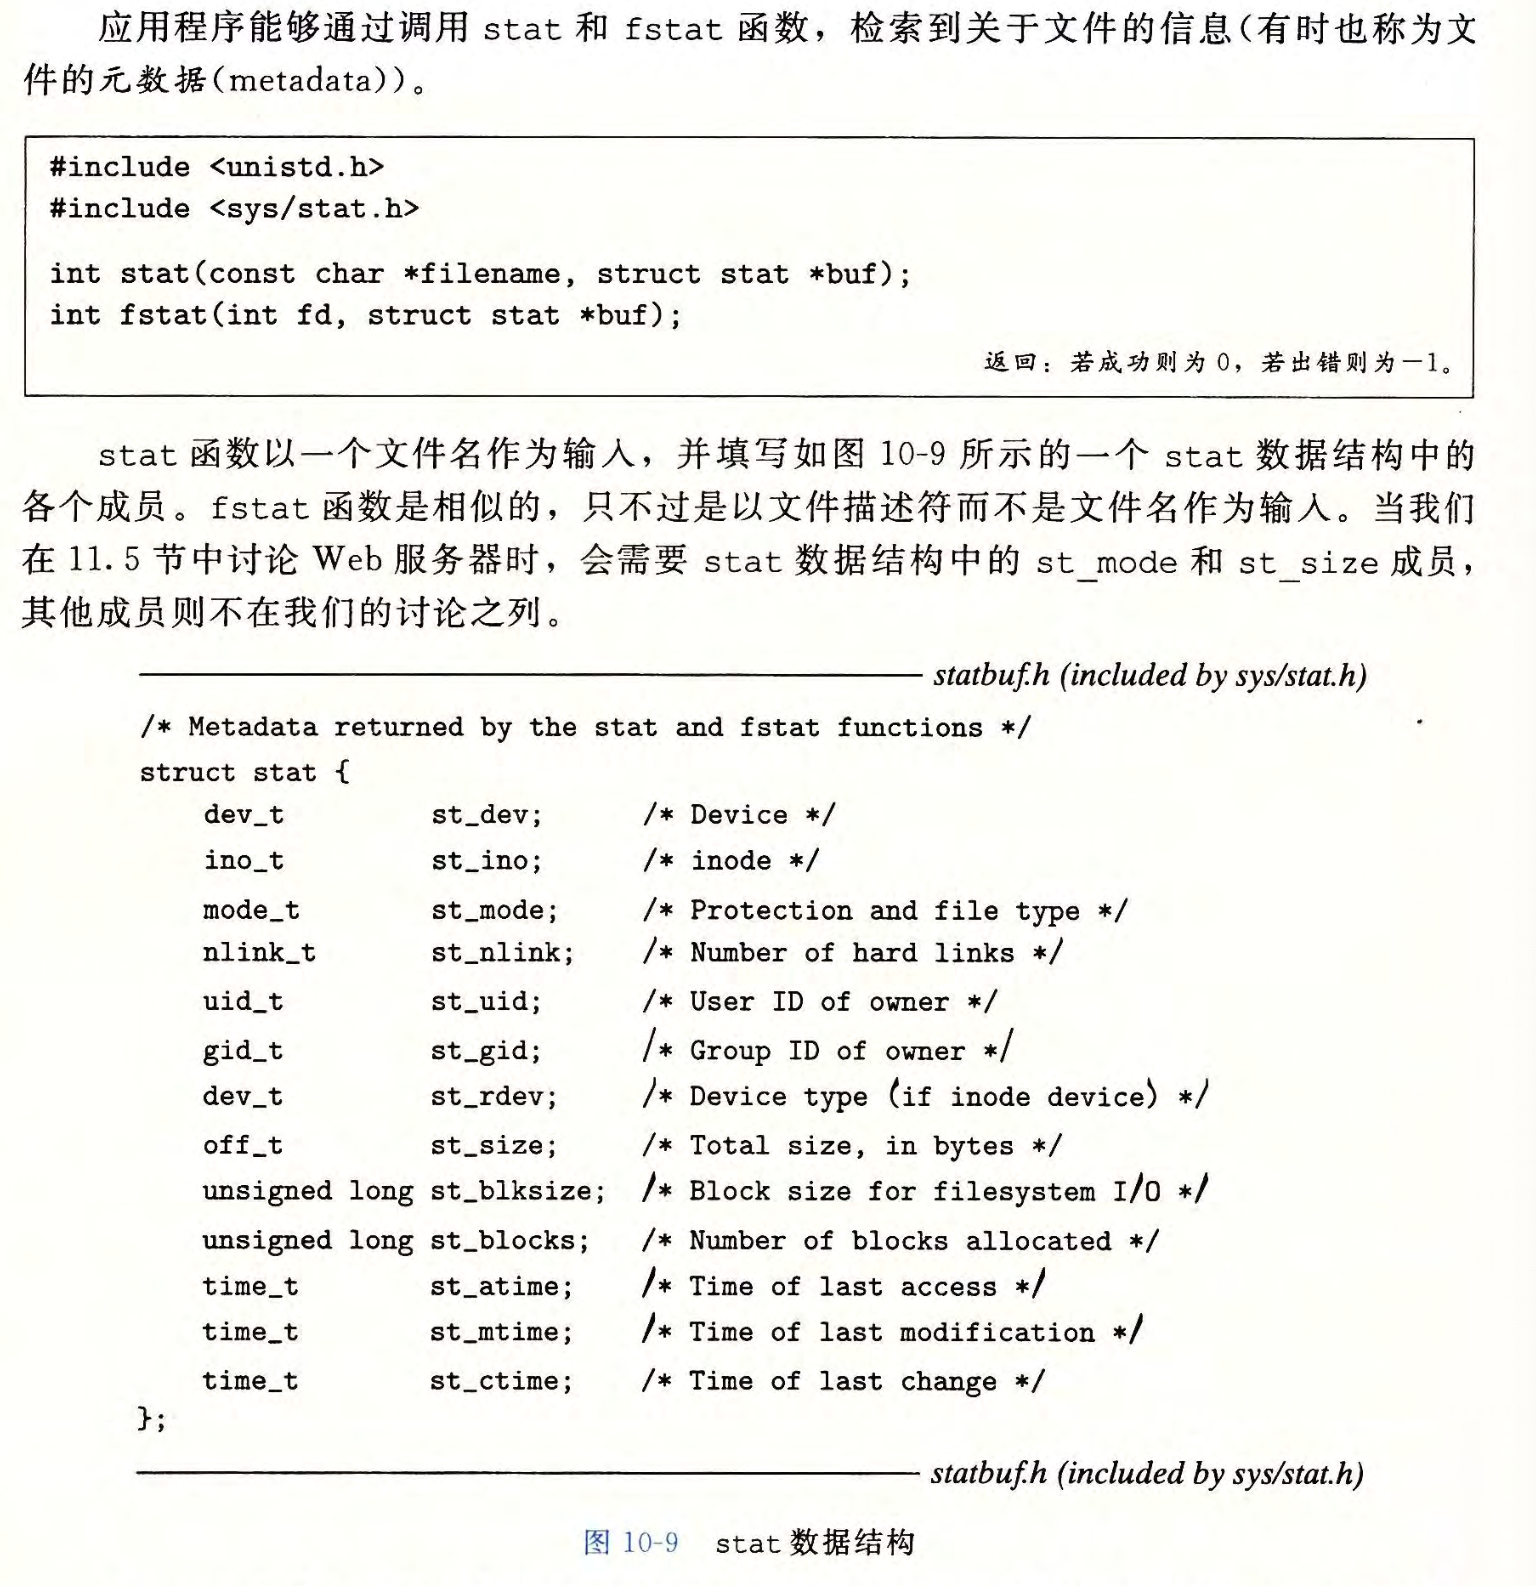 应用程序能够通过调用 stat 和 fstat 函数，检索到关于文件的信息(有时也称为文
件的元数据(metadata))。
#include <unistd.h>
#include <sys/stat.h>
int stat(const char *filename, struct stat *buf);
int fstat(int fd, struct stat *buf);
返回：若成功则为 0，若出错则为－1。
stat 函数以一个文件名作为输入，并填写如图 10-9 所示的一个 stat 数据结构中的
各个成员。fstat 函数是相似的，只不过是以文件描述符而不是文件名作为输入。当我们
在 11.5 节中讨论 Web 服务器时，会需要 stat 数据结构中的 st_mode 和 st_size 成员，
其他成员则不在我们的讨论之列。
statbuf.h (included by sys/stat.h)
/* Metadata returned by the stat and fstat functions */
struct stat {
    dev_t         st_dev;     /* Device */
    ino_t         st_ino;     /* inode */
    mode_t        st_mode;    /* Protection and file type */
    nlink_t       st_nlink;   /* Number of hard links */
    uid_t         st_uid;     /* User ID of owner */
    gid_t         st_gid;     /* Group ID of owner */
    dev_t         st_rdev;    /* Device type (if inode device) */
    off_t         st_size;    /* Total size, in bytes */
    unsigned long st_blksize; /* Block size for filesystem I/O */
    unsigned long st_blocks;  /* Number of blocks allocated */
    time_t        st_atime;   /* Time of last access */
    time_t        st_mtime;   /* Time of last modification */
    time_t        st_ctime;   /* Time of last change */
};
statbuf.h (included by sys/stat.h)
图 10-9 stat 数据结构